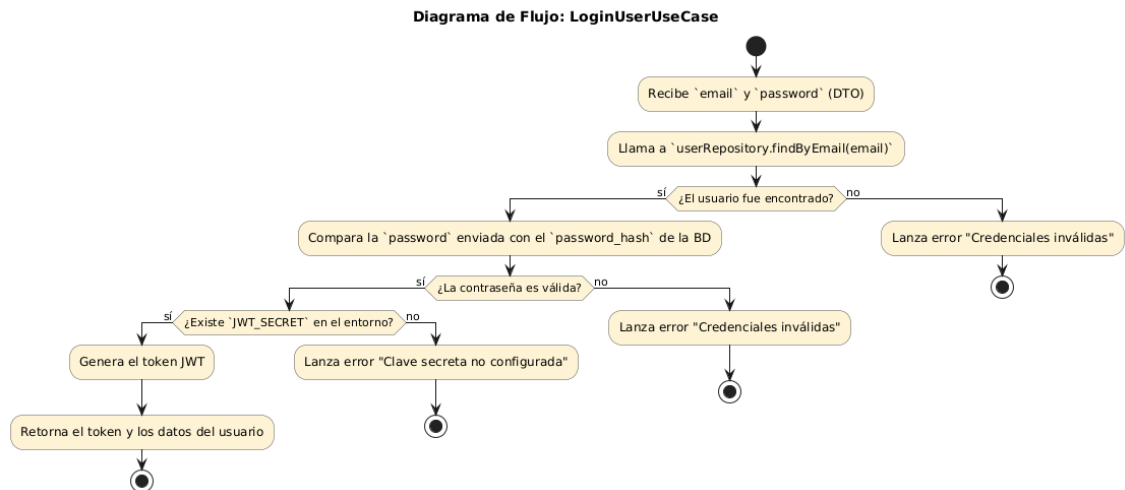 Diagrama de Flujo: LoginUserUseCase
Recibe `email` y `password` (DTO)
Llama a `userRepository.findByEmail(email)`
sí
¿El usuario fue encontrado?
no
Compara la `password` enviada con el `password_hash` de la BD
Lanza error "Credenciales inválidas"
sí
¿La contraseña es válida?
no
sí
¿Existe `JWT_SECRET` en el entorno?
no
Lanza error "Credenciales inválidas"
Genera el token JWT
Lanza error "Clave secreta no configurada"
Retorna el token y los datos del usuario